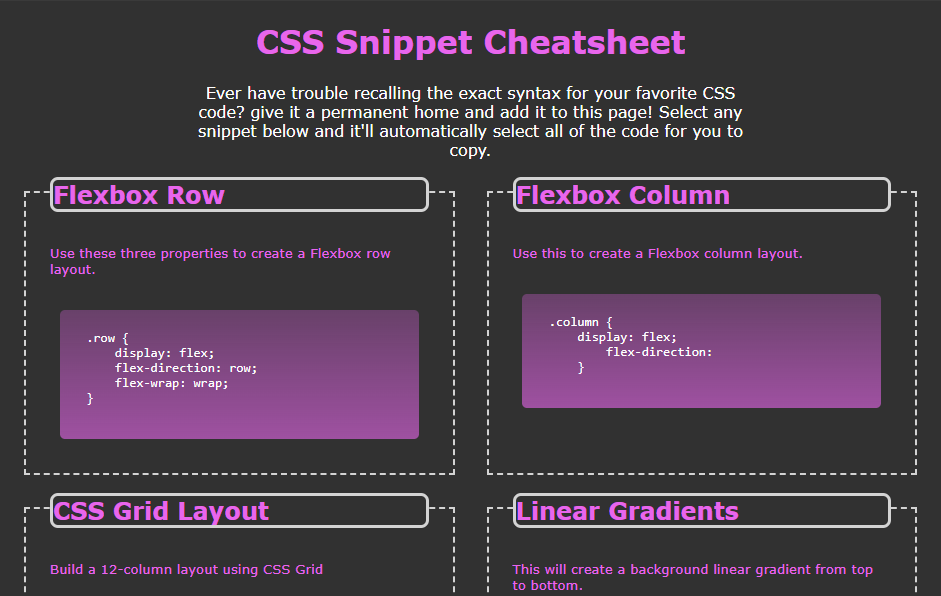 CSS Snippet Cheatsheet
Ever have trouble recalling the exact syntax for your favorite CSS
code? give it a permanent home and add it to this page! Select any
snippet below and it'll automatically select all of the code for you to
copy.
Flexbox Row
Use these three properties to create a Flexbox row
layout.
.row {
    display: flex;
    flex-direction: row;
    flex-wrap: wrap;
}
Flexbox Column
Use this to create a Flexbox column layout.
.column {
    display: flex;
        flex-direction:
    }
CSS Grid Layout
Build a 12-column layout using CSS Grid
Linear Gradients
This will create a background linear gradient from top
to bottom.